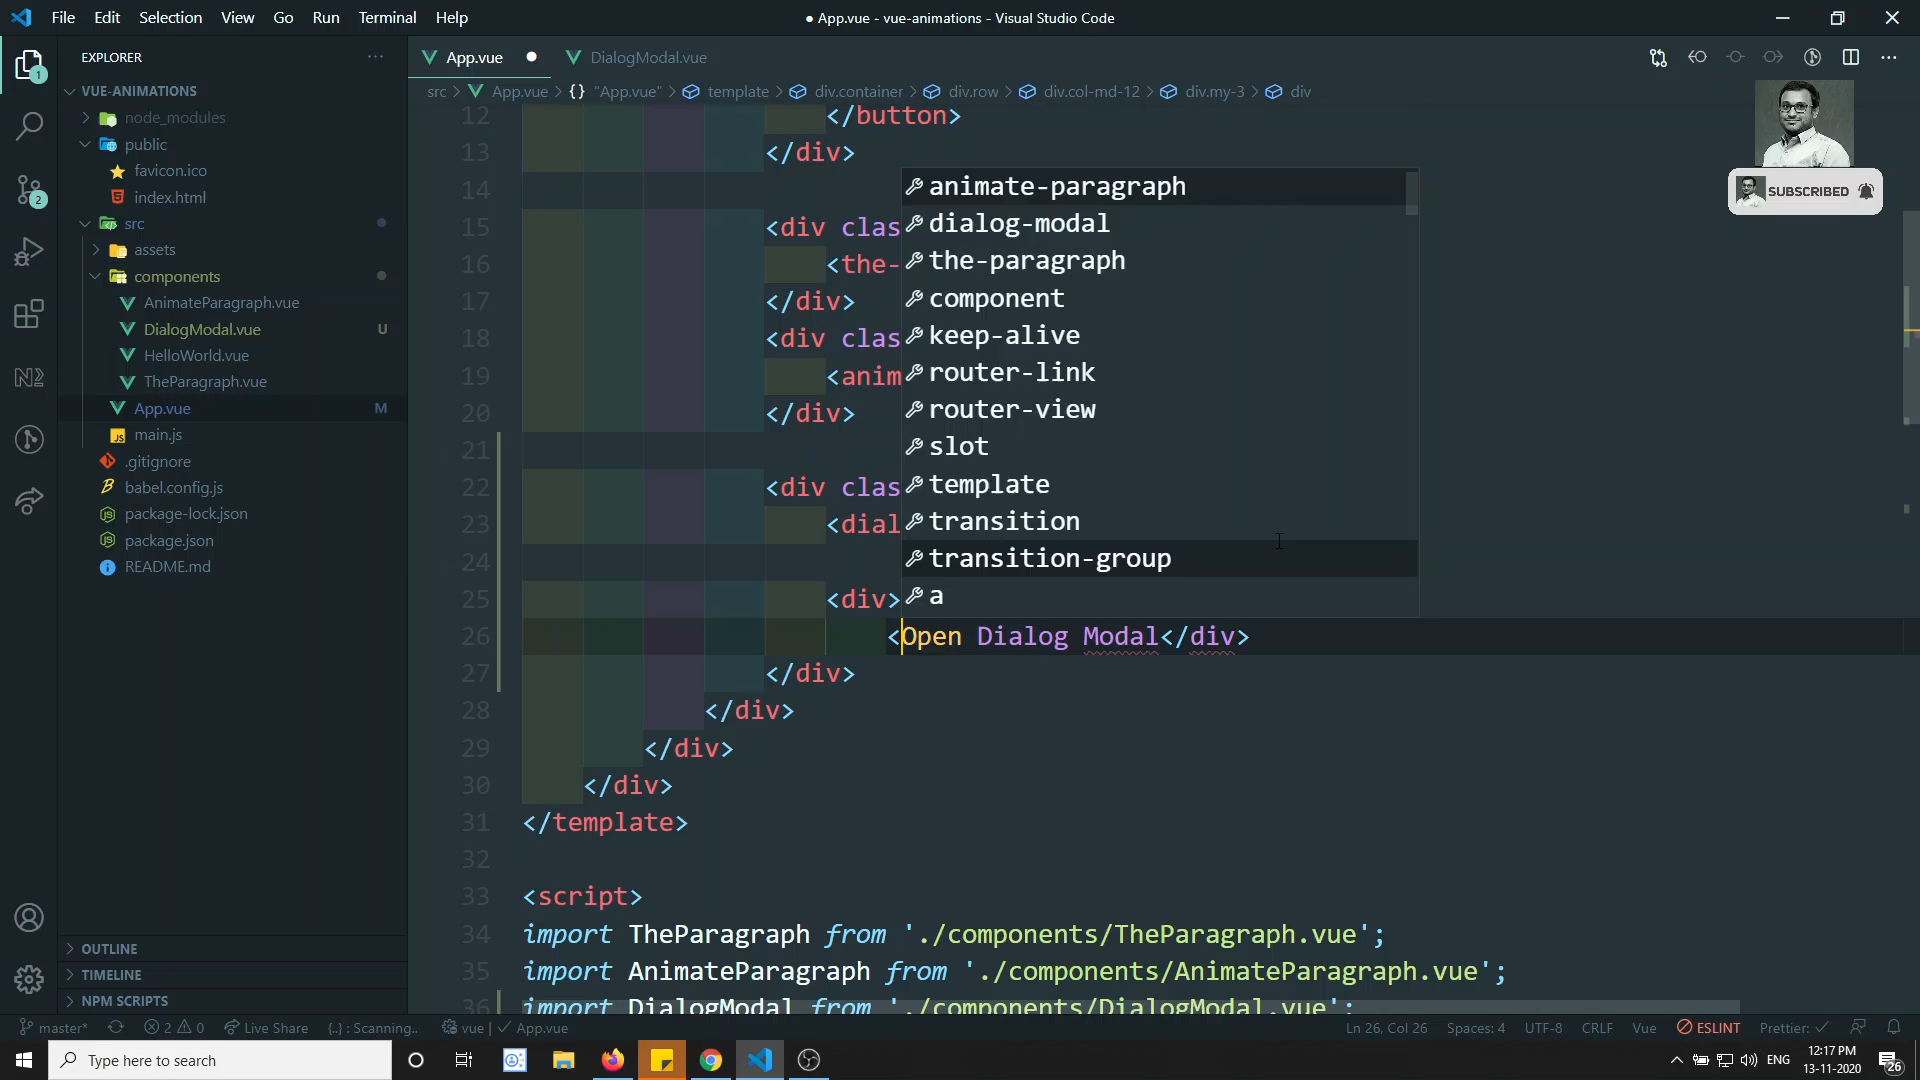 File Edit Selection View Go Run Terminal Help
● App.vue - vue-animations - Visual Studio Code
EXPLORER
App.vue
DialogModal.vue
VUE-ANIMATIONS
src > App.vue > {} "App.vue" > template > div.container > div.row > div.col-md-12 > div.my-3 > div
node_modules
public
favicon.ico
index.html
src
assets
components
AnimateParagraph.vue
DialogModal.vue U
HelloWorld.vue
TheParagraph.vue
App.vue M
main.js
.gitignore
babel.config.js
package-lock.json
package.json
README.md
OUTLINE
TIMELINE
NPM SCRIPTS
1
2
SUBSCRIBED
12 </button>
13 </div>
14
15 <div clas
16 <the-
17 </div>
18 <div clas
19 <anim
20 </div>
21
22 <div clas
23 <dial
24
25 <div>
26 <Open Dialog Modal</div>
27 </div>
28 </div>
29 </div>
30 </div>
31 </template>
32
33 <script>
34 import TheParagraph from './components/TheParagraph.vue';
35 import AnimateParagraph from './components/AnimateParagraph.vue';
36 import DialogModal from './components/DialogModal.vue';
animate-paragraph
dialog-modal
the-paragraph
component
keep-alive
router-link
router-view
slot
template
transition
transition-group
a
master* 2 0 Live Share {..} : Scanning.. vue | ✓ App.vue
Ln 26, Col 26 Spaces: 4 UTF-8 CRLF Vue ESLINT Prettier: ✓
Type here to search
ENG
12:17 PM
13-11-2020
26